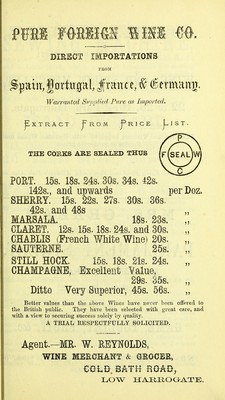 PURE FOREIGN WINE CO.
DIRECT IMPORTATIONS
FROM
Spain, Portugal, France, & Germany.
Warranted Supplied Pure as Imported.
EXTRACT FROM PRICE LIST.
THE CORKS ARE SEALED THUS
P
F SEAL W
C
PORT. 15s. 18s. 24s. 30s. 34s. 42s.
142s., and upwards per Doz.
SHERRY. 15s. 22s. 27s. 30s. 36s.
42s. and 48s „
MARSALA. 18s. 23s. „
CLARET. 12s. 15s. 18s. 24s. and 30s. „
CHABLIS (French White Wine) 20s. „
SAUTERNE. 25s. „
STILL HOCK. 15s. 18s. 21s. 24s. „
CHAMPAGNE, Excellent Value,
29s. 35s. „
Ditto Very Superior, 45s. 56s. „
Better values than the above Wines have never been offered to
the British public. They have been selected with great care, and
with a view to securing success solely by quality.
A TRIAL RESPECTFULLY SOLICITED.
Agent.—MR. W. REYNOLDS,
WINE MERCHANT & GROCER,
COLD BATH ROAD,
LOW HARROGATE.